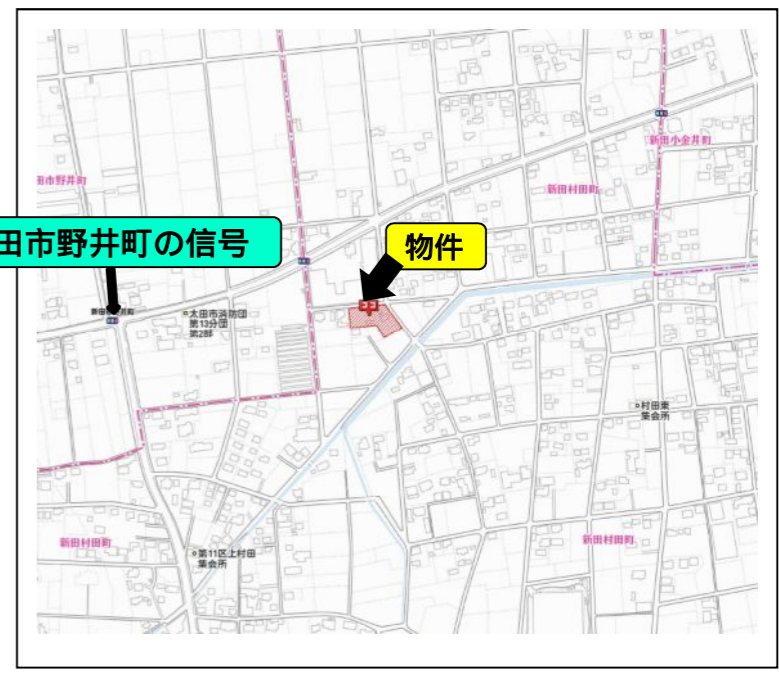 新田小金井町
田市野井町
新田村田町
田市野井町の信号
物件
太田市消防団
第13分団
第2部
村田東
集会所
新田村田町
新田村田町
第11区上村田
集会所